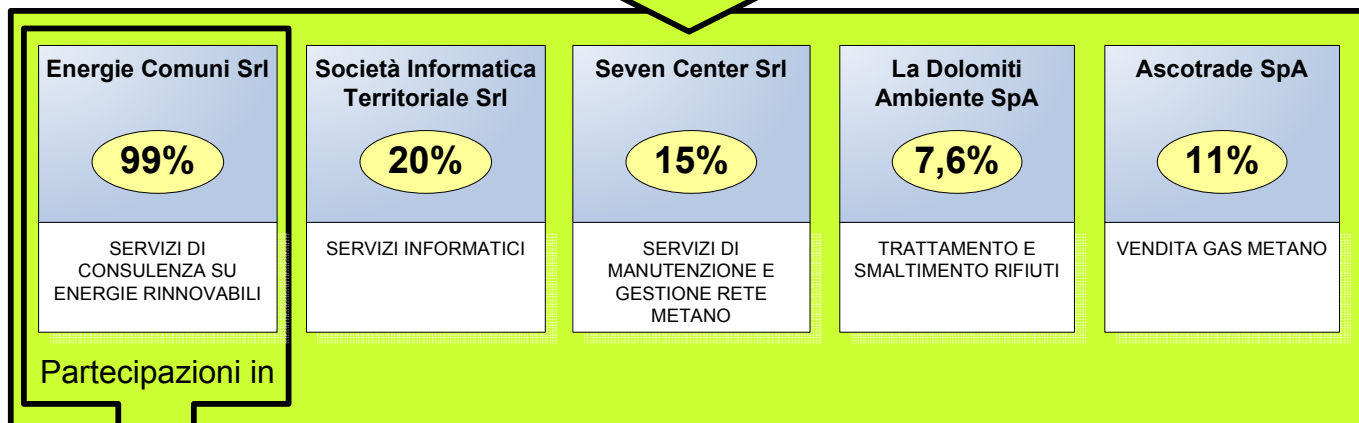 Energie Comuni Srl
99%
SERVIZI DI
CONSULENZA SU
ENERGIE RINNOVABILI
Società Informatica
Territoriale Srl
20%
SERVIZI INFORMATICI
Seven Center Srl
15%
SERVIZI DI
MANUTENZIONE E
GESTIONE RETE
METANO
La Dolomiti
Ambiente SpA
7,6%
TRATTAMENTO E
SMALTIMENTO RIFIUTI
Ascotrade SpA
11%
VENDITA GAS METANO
Partecipazioni in